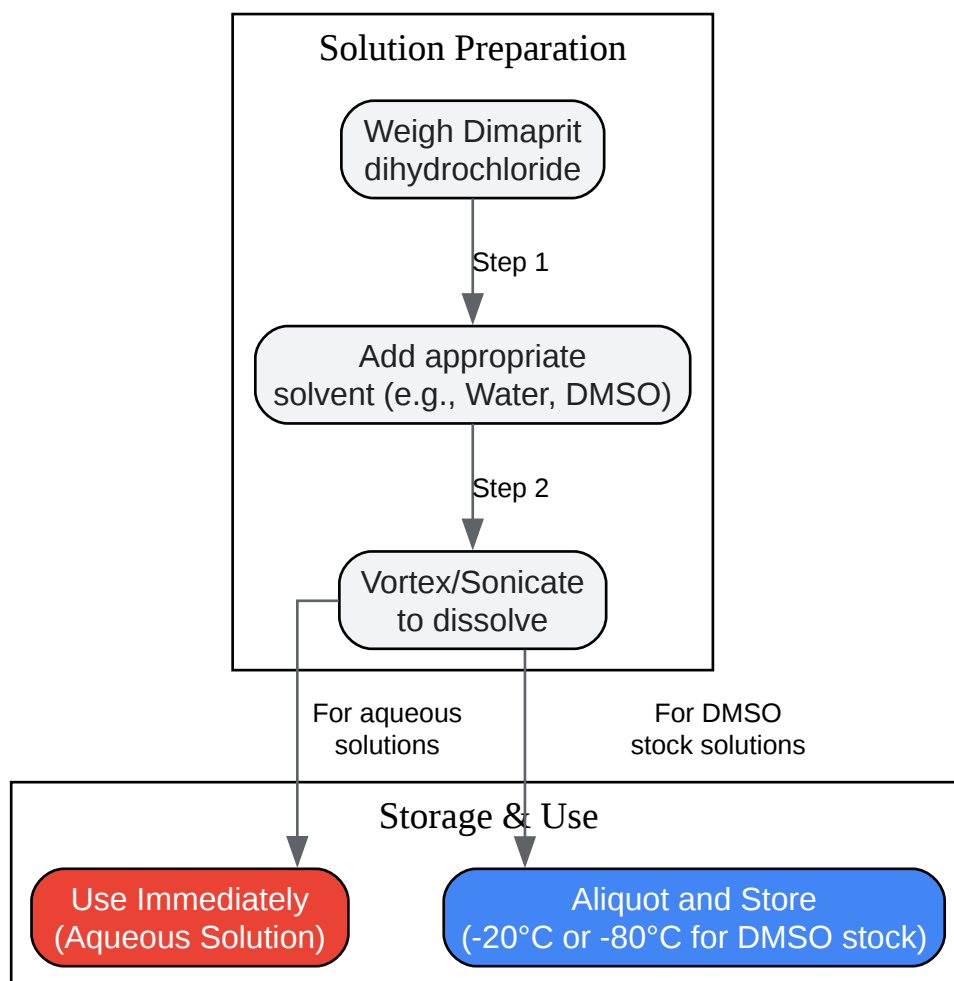 Solution Preparation
Weigh Dimaprit
dihydrochloride
Step 1
Add appropriate
solvent (e.g., Water, DMSO)
Step 2
Vortex/Sonicate
to dissolve
For aqueous
solutions
For DMSO
stock solutions
Storage & Use
Use Immediately
(Aqueous Solution)
Aliquot and Store
(-20°C or -80°C for DMSO stock)